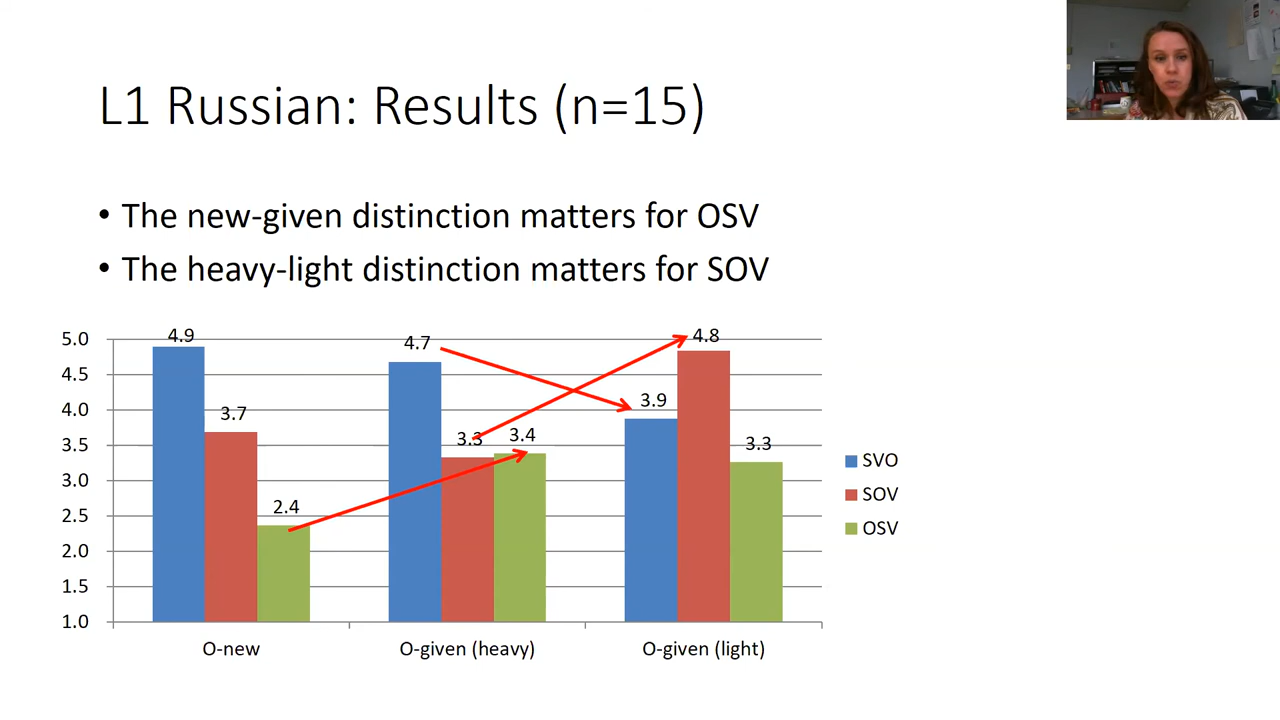 L1 Russian: Results (n=15)
• The new-given distinction matters for OSV
• The heavy-light distinction matters for SOV
5.0
4.5
4.0
3.5
3.0
2.5
2.0
1.5
1.0
4.9
3.7
2.4
4.7
3.3
3.4
3.9
4.8
3.3
O-new
O-given (heavy)
O-given (light)
SVO
SOV
OSV